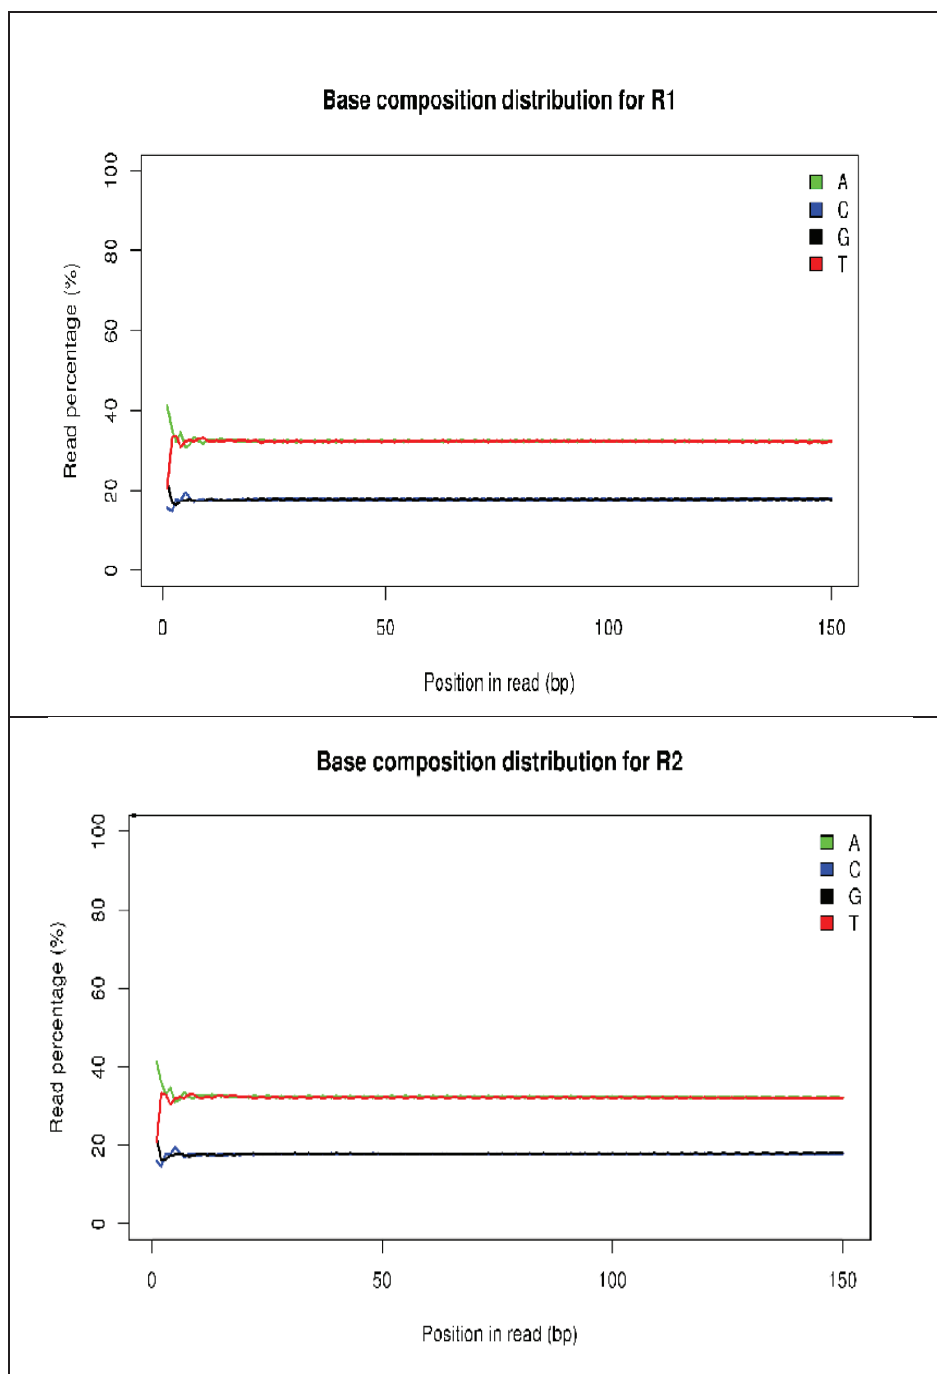 Base composition distribution for R1
100
80
60
40
20
0
Read percentage (%)
A
C
G
T
0 50 100 150
Position in read (bp)
Base composition distribution for R2
100
80
60
40
20
0
Read percentage (%)
A
C
G
T
0 50 100 150
Position in read (bp)